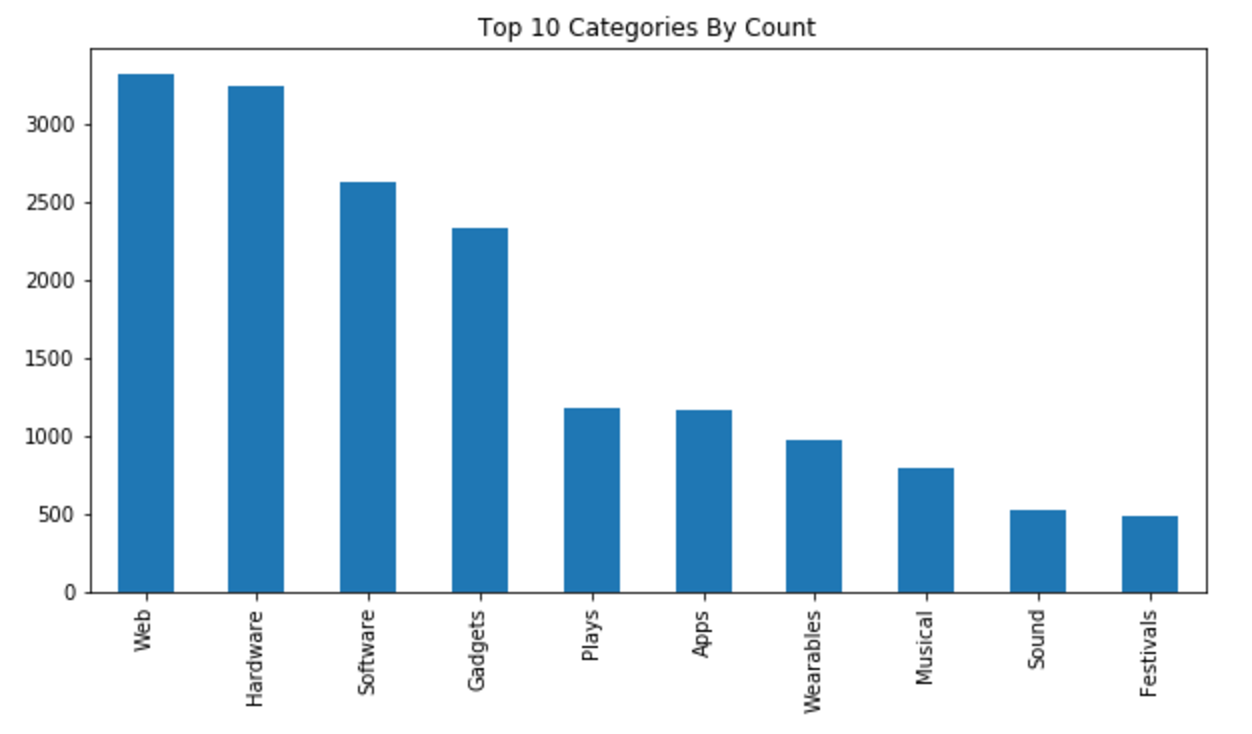 Top 10 Categories By Count
3000
2500
2000
1500
1000
500
0
Web
Hardware
Software
Gadgets
Plays
Apps
Wearables
Musical
Sound
Festivals